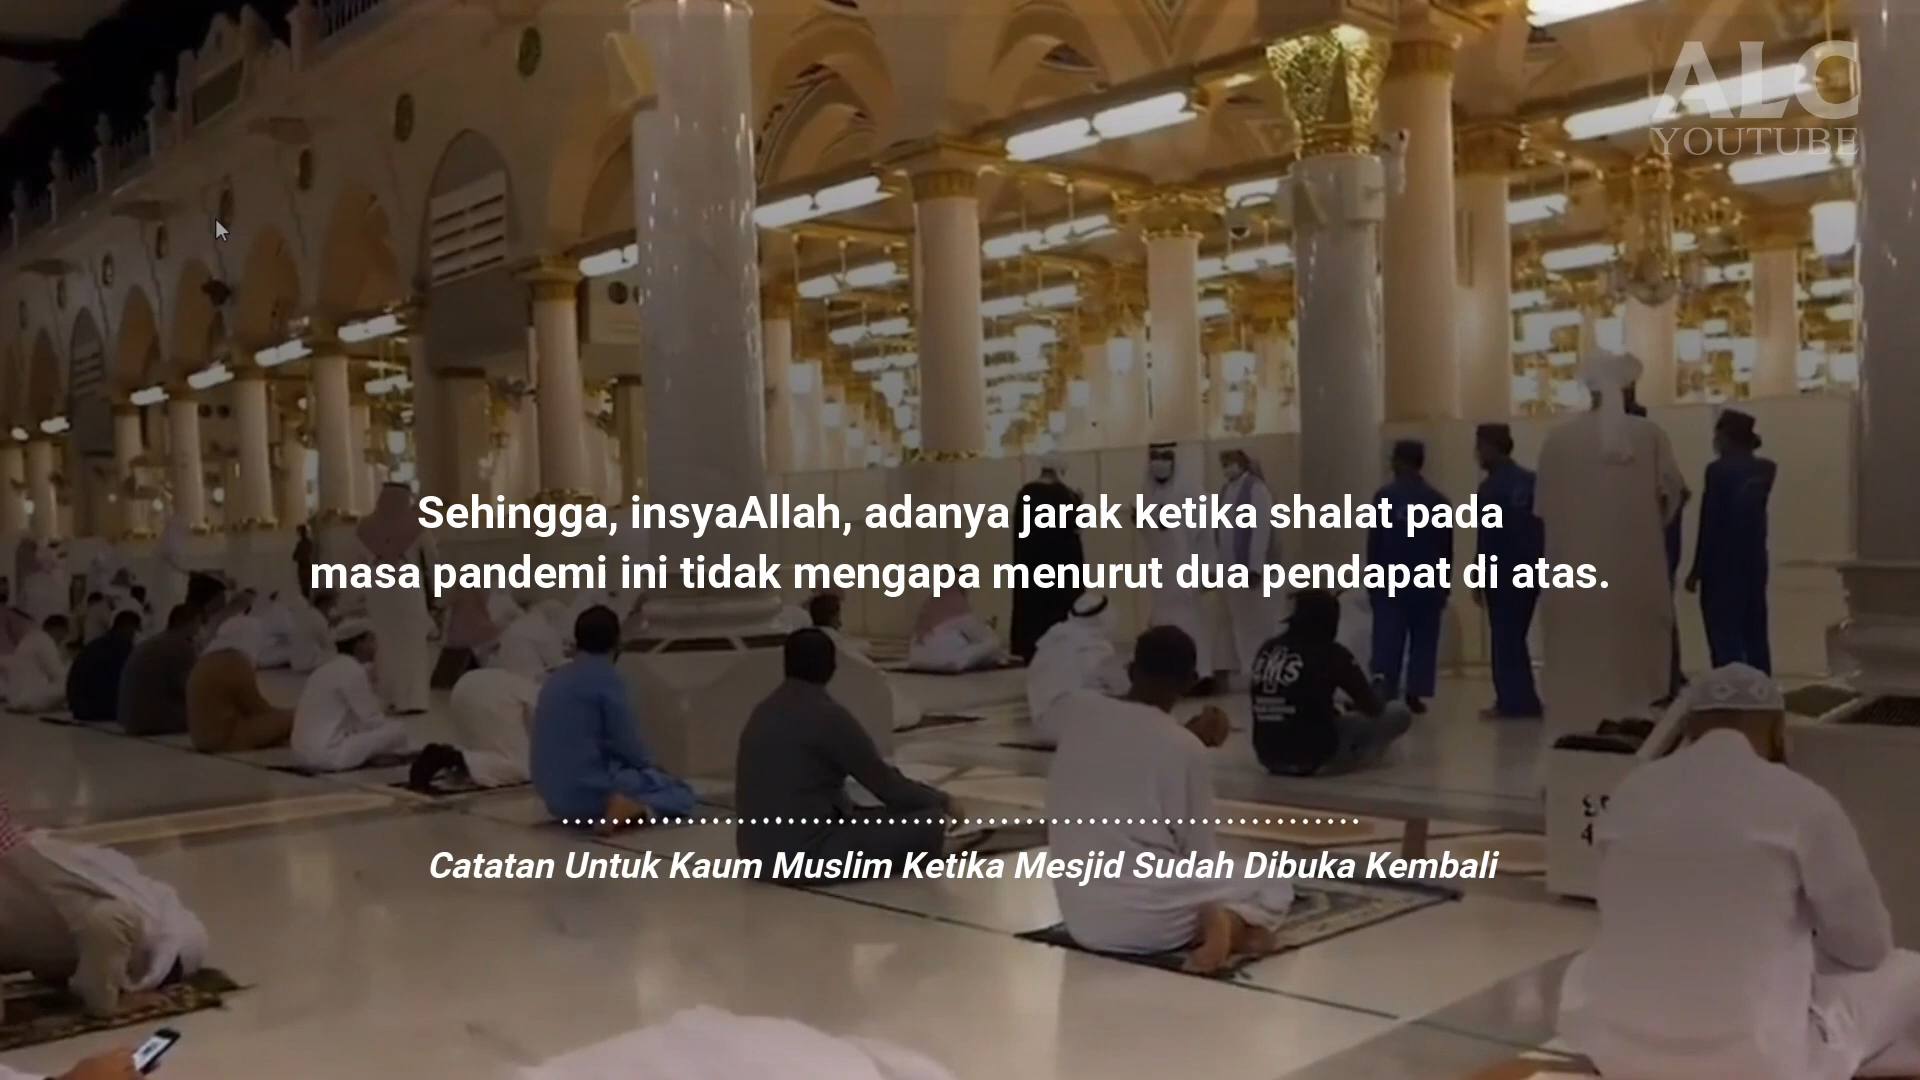 ALC
YOUTUBE
Sehingga, insyaAllah, adanya jarak ketika shalat pada
masa pandemi ini tidak mengapa menurut dua pendapat di atas.
Catatan Untuk Kaum Muslim Ketika Mesjid Sudah Dibuka Kembali